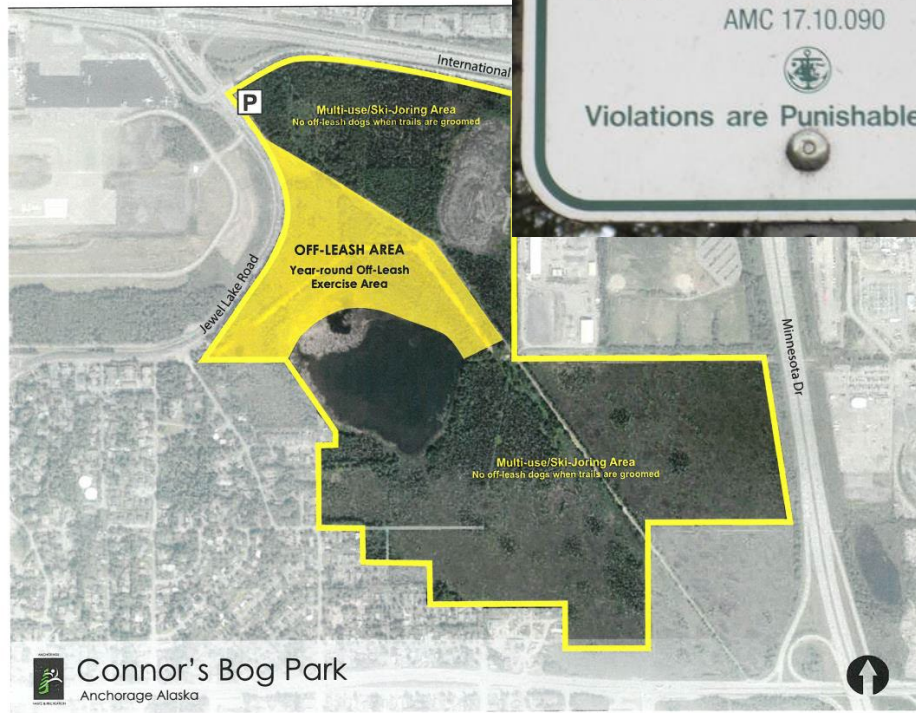 AMC 17.10.090
Violations are Punishable
International
P
Multi-use/Ski-Joring Area
No off-leash dogs when trails are groomed
OFF-LEASH AREA
Year-round Off-Leash
Exercise Area
Jewel Lake Road
Minnesota Dr
Multi-use/Ski-Joring Area
No off-leash dogs when trails are groomed
Connor's Bog Park
Anchorage Alaska